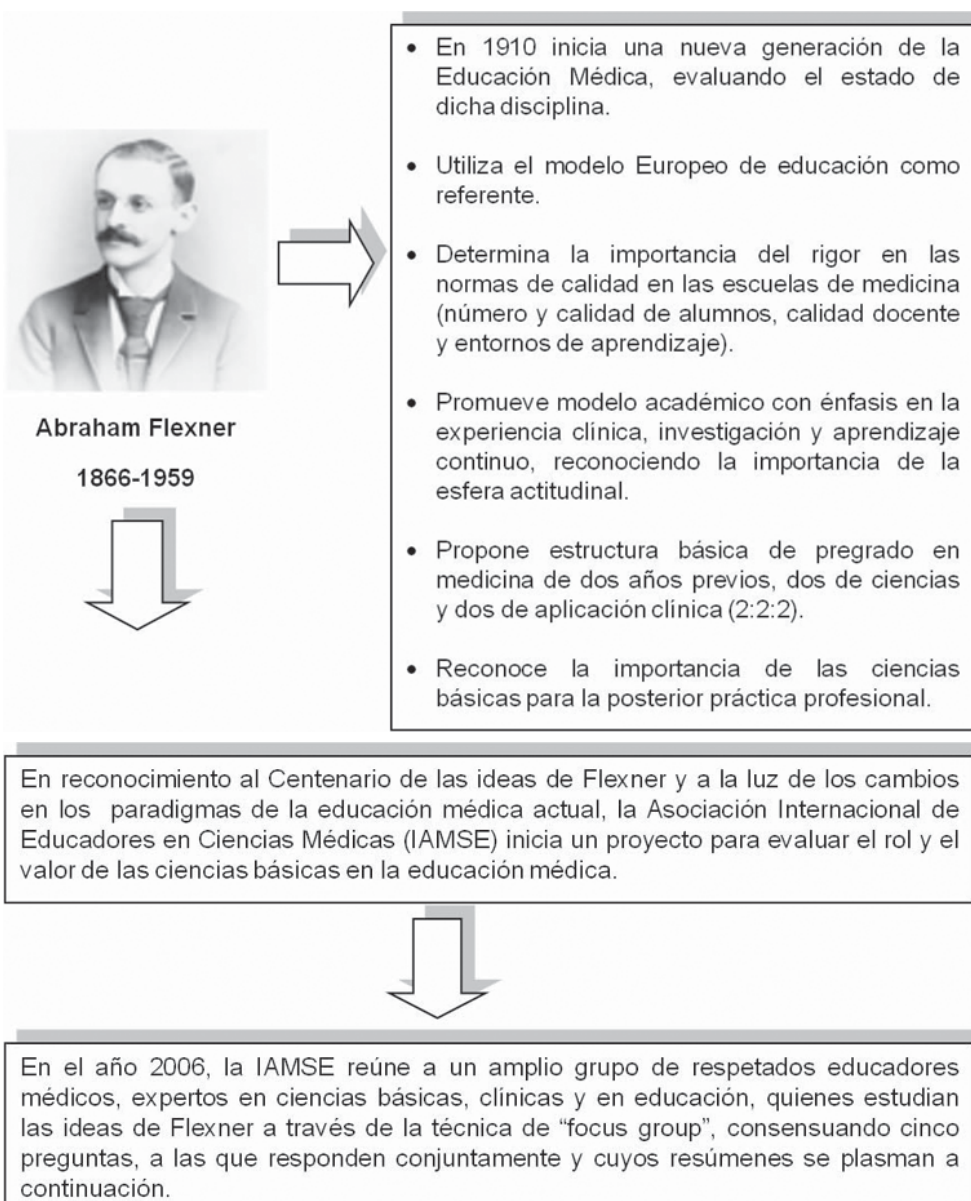 Abraham Flexner
1866-1959
• En 1910 inicia una nueva generación de la
Educación Médica, evaluando el estado de
dicha disciplina.
• Utiliza el modelo Europeo de educación como
referente.
• Determina la importancia del rigor en las
normas de calidad en las escuelas de medicina
(número y calidad de alumnos, calidad docente
y entornos de aprendizaje).
• Promueve modelo académico con énfasis en la
experiencia clínica, investigación y aprendizaje
continuo, reconociendo la importancia de la
esfera actitudinal.
• Propone estructura básica de pregrado en
medicina de dos años previos, dos de ciencias
y dos de aplicación clínica (2:2:2).
• Reconoce la importancia de las ciencias
básicas para la posterior práctica profesional.
En reconocimiento al Centenario de las ideas de Flexner y a la luz de los cambios
en los paradigmas de la educación médica actual, la Asociación Internacional de
Educadores en Ciencias Médicas (IAMSE) inicia un proyecto para evaluar el rol y el
valor de las ciencias básicas en la educación médica.
En el año 2006, la IAMSE reúne a un amplio grupo de respetados educadores
médicos, expertos en ciencias básicas, clínicas y en educación, quienes estudian
las ideas de Flexner a través de la técnica de “focus group”, consensuando cinco
preguntas, a las que responden conjuntamente y cuyos resúmenes se plasman a
continuación.